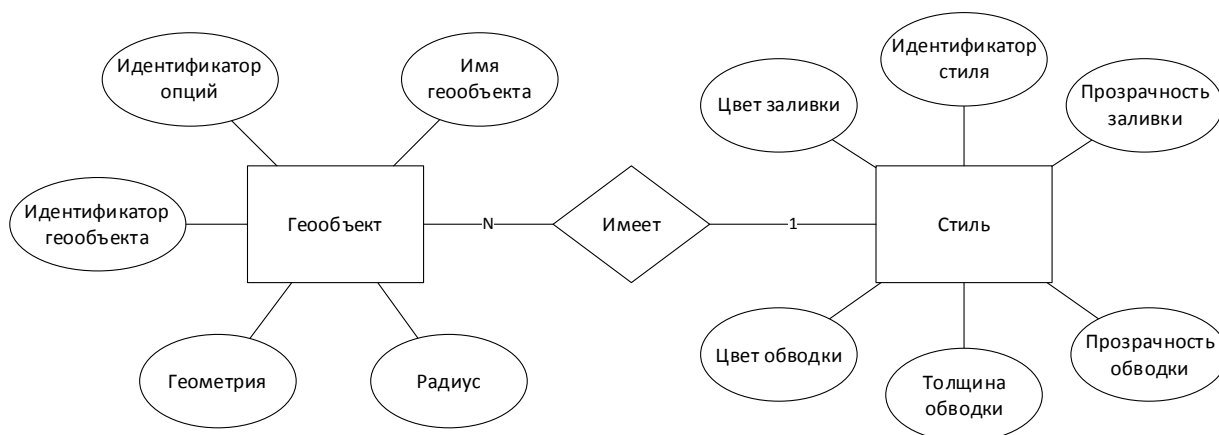 Идентификатор
опций
Имя
геообъекта
Идентификатор
геообъекта
Геообъект
Геометрия
Радиус
N
Имеет
1
Идентификатор
стиля
Цвет заливки
Прозрачность
заливки
Стиль
Цвет обводки
Толщина
обводки
Прозрачность
обводки